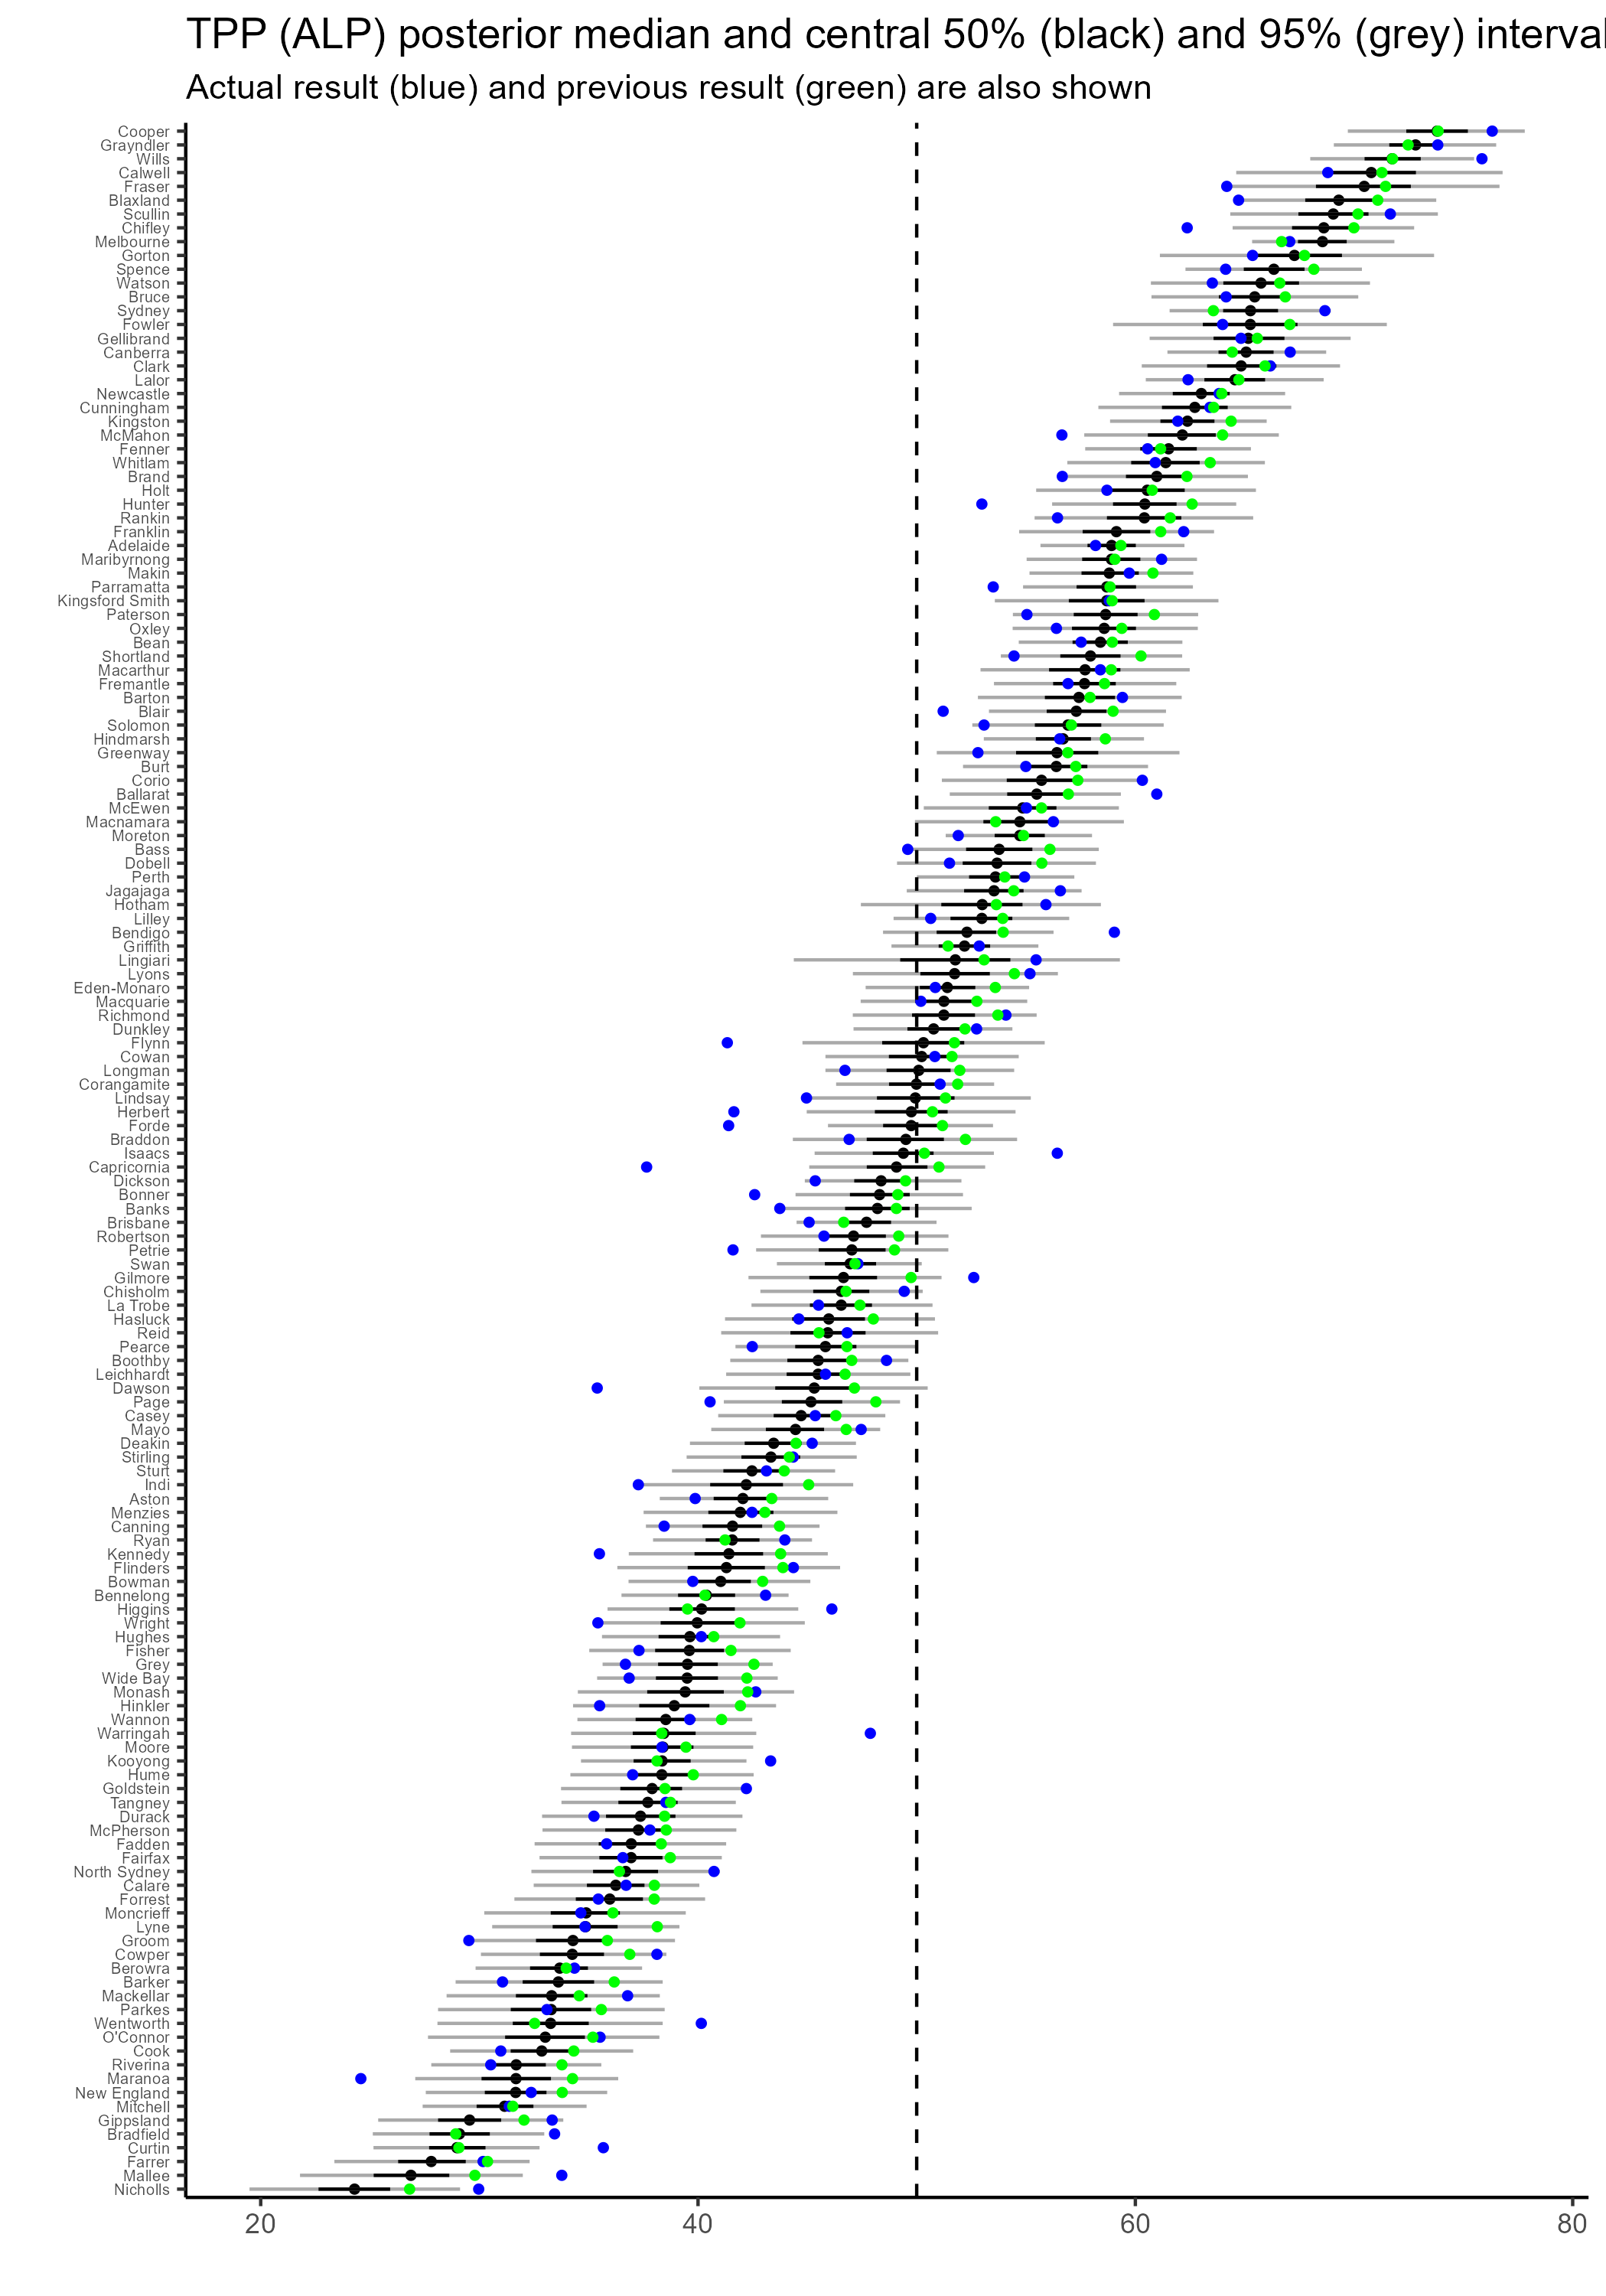 TPP (ALP) posterior median and central 50% (black) and 95% (grey) interval
Actual result (blue) and previous result (green) are also shown
Cooper
Grayndler
Wills
Calwell
Fraser
Blaxland
Scullin
Chifley
Melbourne
Gorton
Spence
Watson
Bruce
Sydney
Fowler
Gellibrand
Canberra
Clark
Lalor
Newcastle
Cunningham
Kingston
McMahon
Fenner
Whitlam
Brand
Holt
Hunter
Rankin
Franklin
Adelaide
Maribyrnong
Makin
Parramatta
Kingsford Smith
Paterson
Oxley
Bean
Shortland
Macarthur
Fremantle
Barton
Blair
Solomon
Hindmarsh
Greenway
Burt
Corio
Ballarat
McEwen
Macnamara
Moreton
Bass
Dobell
Perth
Jagajaga
Hotham
Lilley
Bendigo
Griffith
Lingiari
Lyons
Eden-Monaro
Macquarie
Richmond
Dunkley
Flynn
Cowan
Longman
Corangamite
Lindsay
Herbert
Forde
Braddon
Isaacs
Capricornia
Dickson
Bonner
Banks
Brisbane
Robertson
Petrie
Swan
Gilmore
Chisholm
La Trobe
Hasluck
Reid
Pearce
Boothby
Leichhardt
Dawson
Page
Casey
Mayo
Deakin
Stirling
Sturt
Indi
Aston
Menzies
Canning
Ryan
Kennedy
Flinders
Bowman
Bennelong
Higgins
Wright
Hughes
Fisher
Grey
Wide Bay
Monash
Hinkler
Wannon
Warringah
Moore
Kooyong
Hume
Goldstein
Tangney
Durack
McPherson
Fadden
Fairfax
North Sydney
Calare
Forrest
Moncrieff
Lyne
Groom
Cowper
Berowra
Barker
Mackellar
Parkes
Wentworth
O'Connor
Cook
Riverina
Maranoa
New England
Mitchell
Gippsland
Bradfield
Curtin
Farrer
Mallee
Nicholls
20 40 60 80